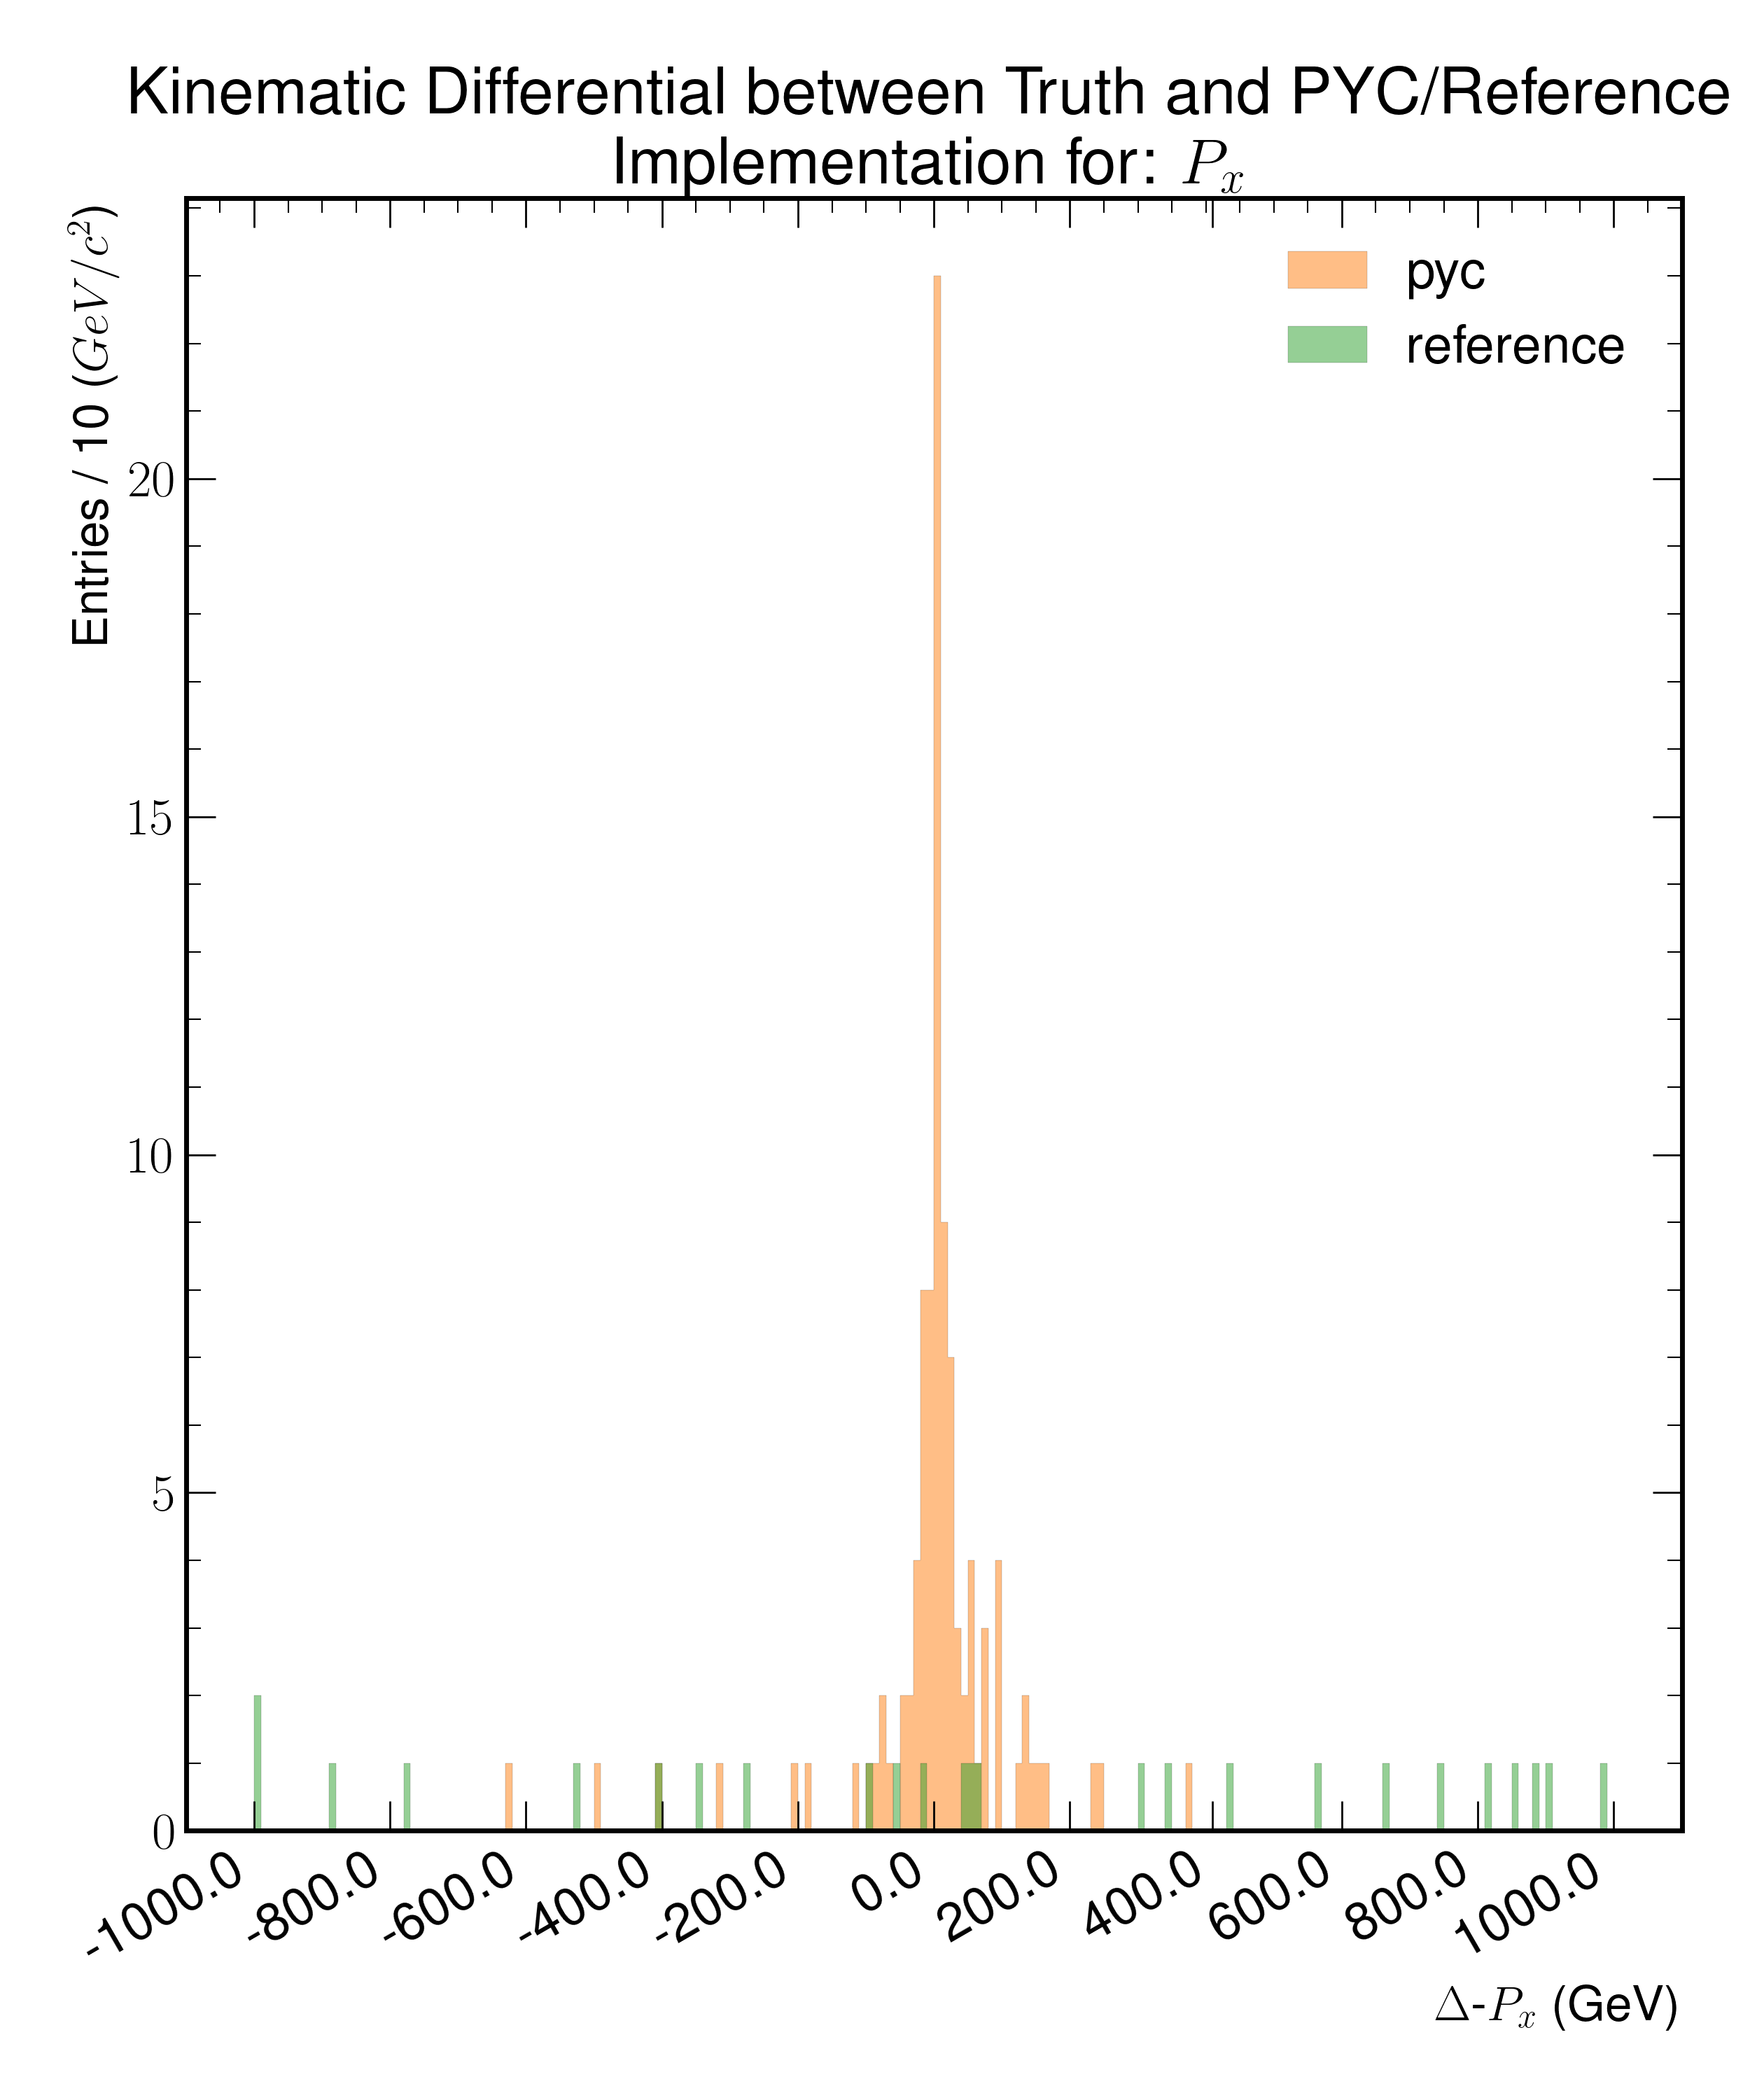 Kinematic Differential between Truth and PYC/Reference
Implementation for: $P_x$
Entries / 10 ($GeV/c^2$)
pyc
reference
20
15
10
5
0
-1000.0 -800.0 -600.0 -400.0 -200.0 0.0 200.0 400.0 600.0 800.0 1000.0
Δ-$P_x$ (GeV)